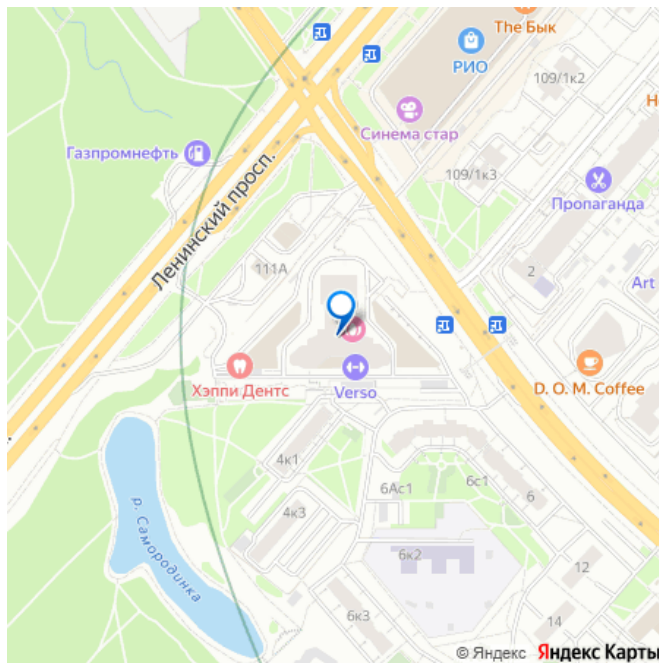 The Бык
РИО
109/1к2
Н
Синема стар
Газпромнефть
109/1к3
Пропаганда
Ленинский просп.
111А
2
Art
Хэппи Дентс
Verso
D. O. M. Coffee
4к1
6Ас1
6с1
6
р. Самородинка
4к3
6к2
12
6к3
14
© Яндекс Яндекс Карты